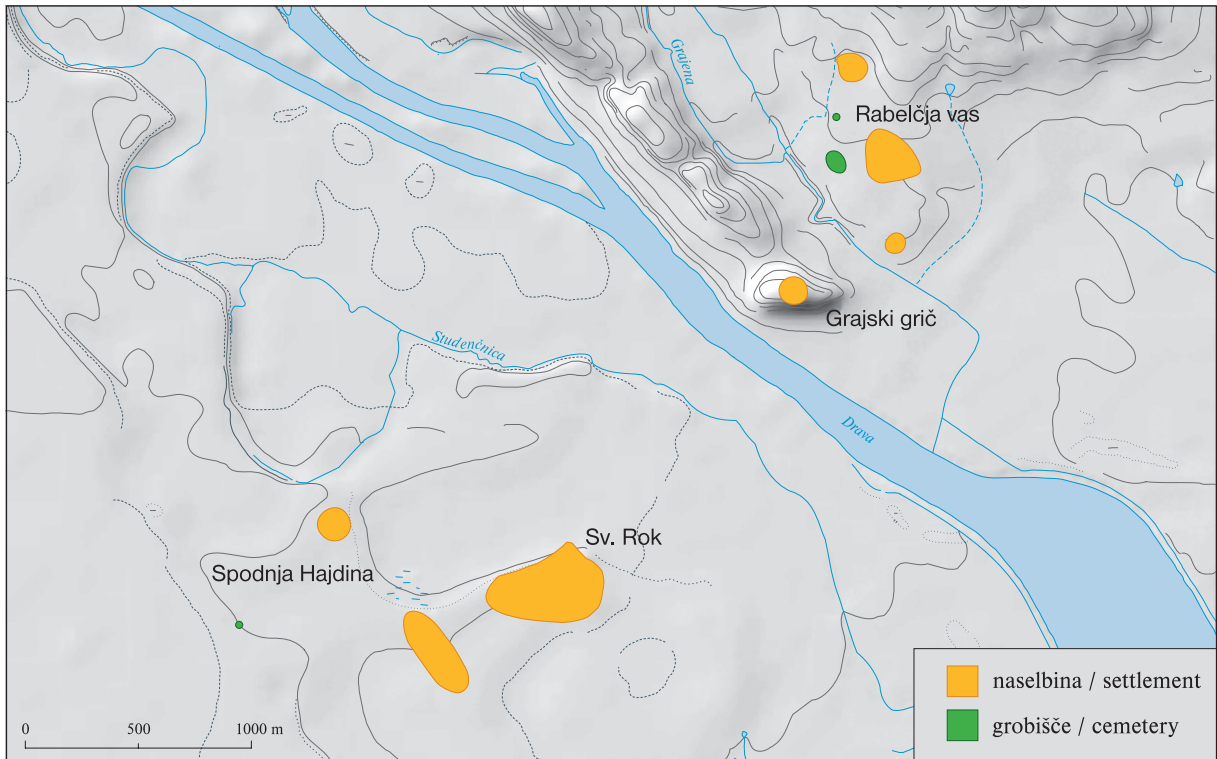 Grajena
Rabelčja vas
Grajski grič
Studenčnica
Drava
Sv. Rok
Spodnja Hajdina
0 500 1000 m
naselbina / settlement
grobišče / cemetery